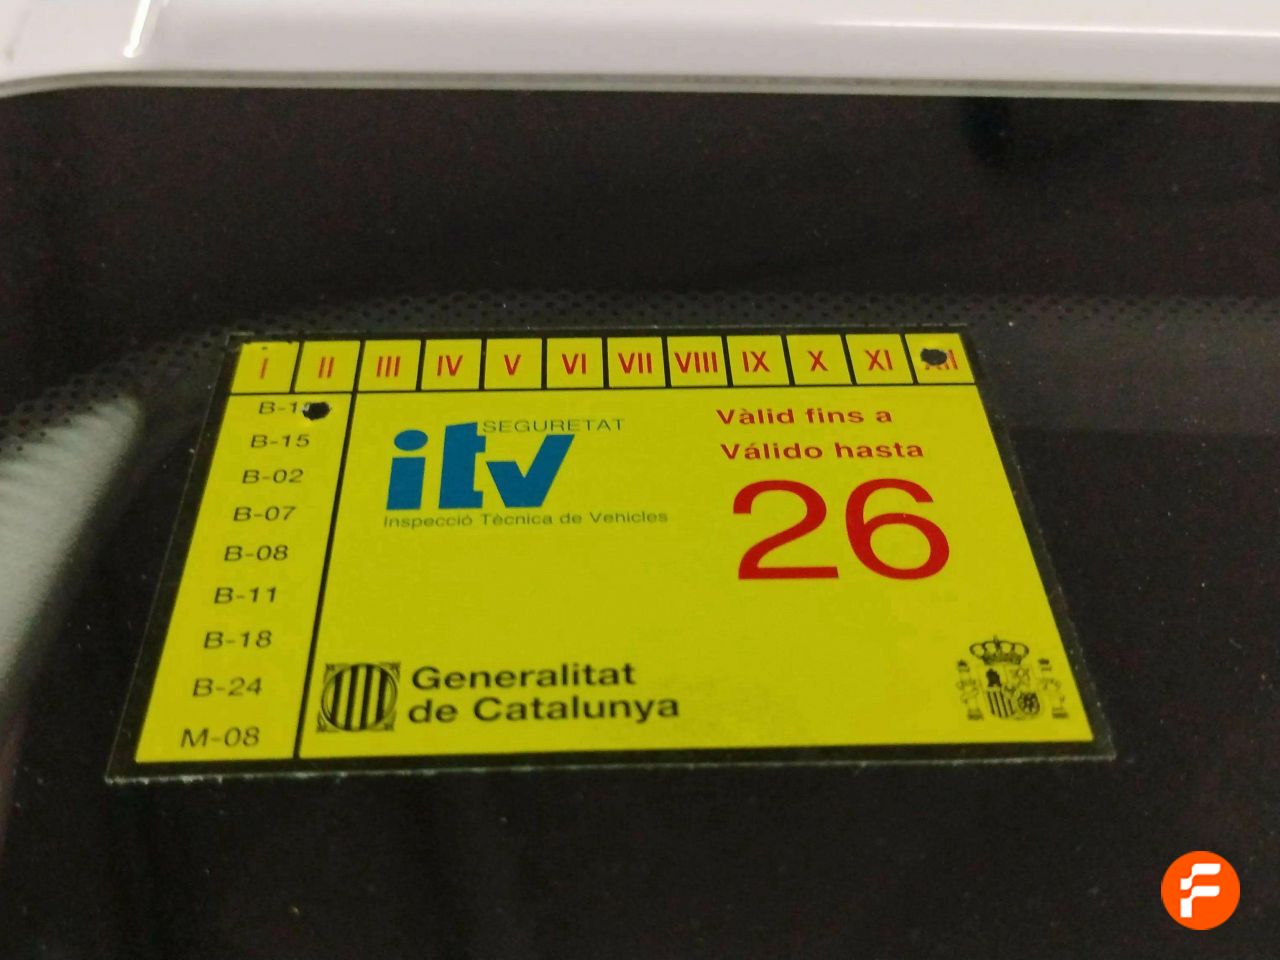 I II III IV V VI VII VIII IX X XI XII
B-15
B-02
B-07
B-08
B-11
B-18
B-24
M-08
SEGURETAT
itv
Inspecció Tècnica de Vehicles
Vàlid fins a
Válido hasta
26
Generalitat
de Catalunya
F